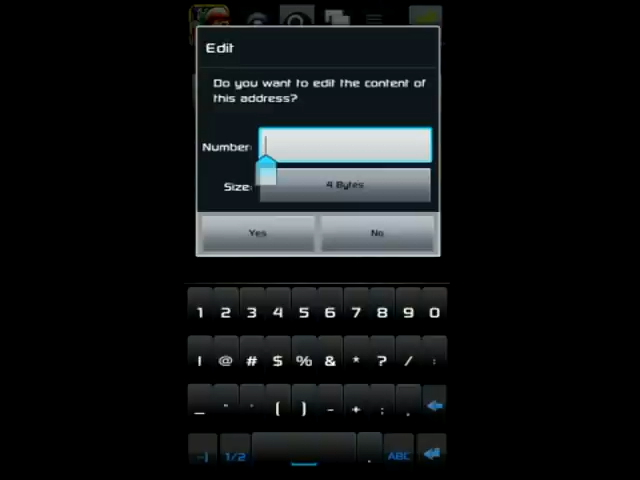 Edit
Do you want to edit the content of
this address?
Number:
Size: 4 Bytes
Yes No
1 2 3 4 5 6 7 8 9 0
! @ # $ % & * ? / :
_ " ' ( ) - + ; ,
1/2 . ABC